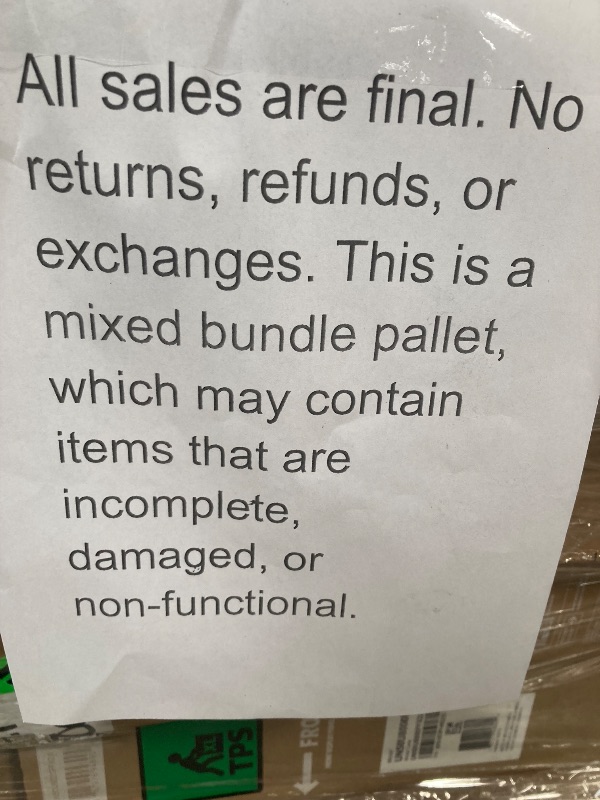 All sales are final. No
returns, refunds, or
exchanges. This is a
mixed bundle pallet,
which may contain
items that are
incomplete,
damaged, or
non-functional.
TPS
FRO